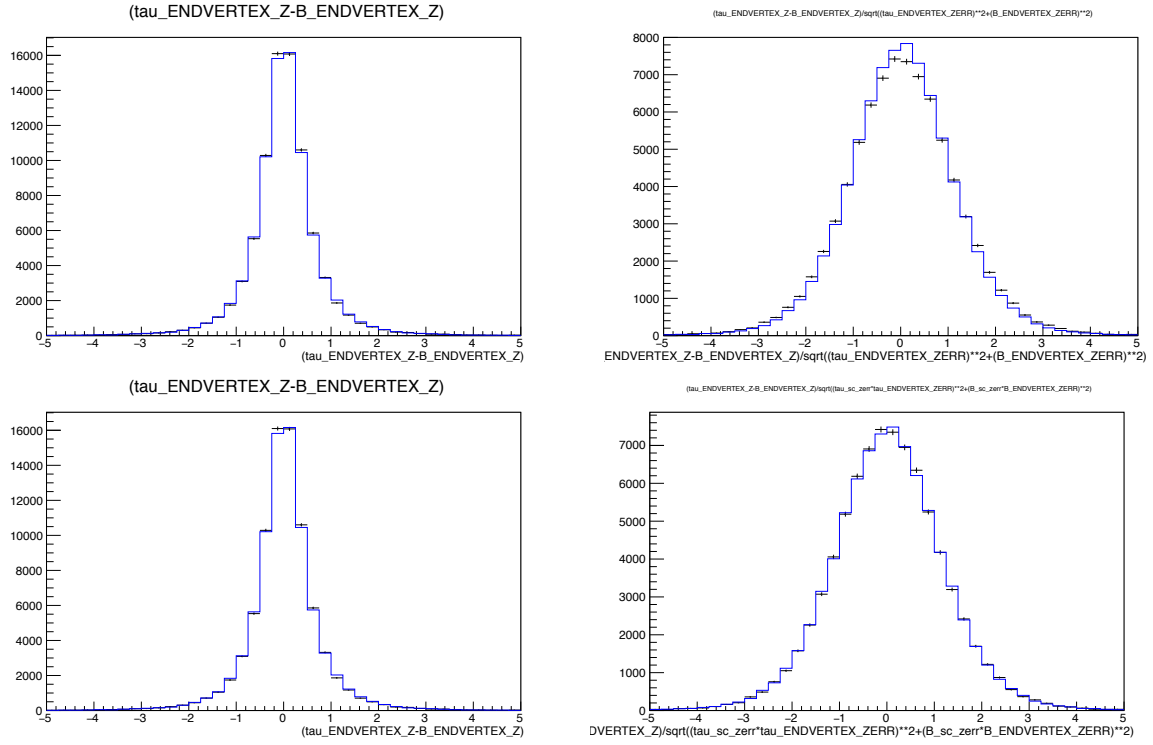 (tau_ENDVERTEX_Z-B_ENDVERTEX_Z)
16000
14000
12000
10000
8000
6000
4000
2000
0
−5 −4 −3 −2 −1 0 1 2 3 4 5
(tau_ENDVERTEX_Z-B_ENDVERTEX_Z)
(tau_ENDVERTEX_Z-B_ENDVERTEX_Z)/sqrt((tau_ENDVERTEX_ZERR)**2+(B_ENDVERTEX_ZERR)**2)
8000
7000
6000
5000
4000
3000
2000
1000
0
−5 −4 −3 −2 −1 0 1 2 3 4 5
ENDVERTEX_Z-B_ENDVERTEX_Z)/sqrt((tau_ENDVERTEX_ZERR)**2+(B_ENDVERTEX_ZERR)**2)
(tau_ENDVERTEX_Z-B_ENDVERTEX_Z)
16000
14000
12000
10000
8000
6000
4000
2000
0
−5 −4 −3 −2 −1 0 1 2 3 4 5
(tau_ENDVERTEX_Z-B_ENDVERTEX_Z)
(tau_ENDVERTEX_Z-B_ENDVERTEX_Z)/sqrt((tau_sc_zerr*tau_ENDVERTEX_ZERR)**2+(B_sc_zerr*B_ENDVERTEX_ZERR)**2)
7000
6000
5000
4000
3000
2000
1000
0
−5 −4 −3 −2 −1 0 1 2 3 4 5
DVERTEX_Z)/sqrt((tau_sc_zerr*tau_ENDVERTEX_ZERR)**2+(B_sc_zerr*B_ENDVERTEX_ZERR)**2)